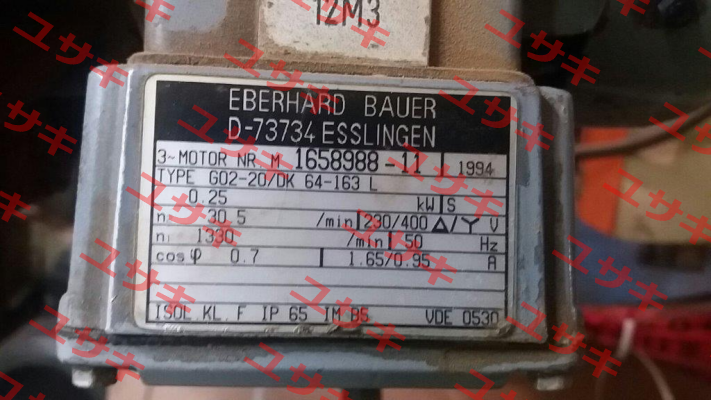 12M3
EBERHARD BAUER
D-73734 ESSLINGEN
3~MOTOR NR. M 1658988-11 1994
TYPE G02-20/DK 64-163 L
0.25 kW S
n 30.5 /min 230/400 Δ/Y V
n₁ 1330 /min 50 Hz
cos φ 0.7 1.65/0.95 A
ISOL.KL. F IP 65 IM B5 VDE 0530
ユサキ